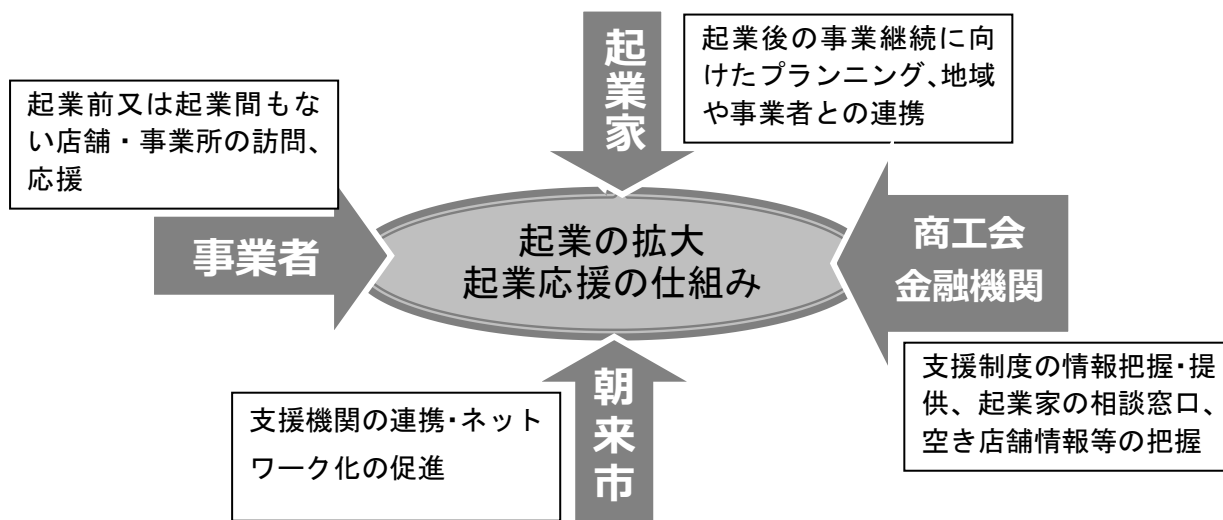 起業家
起業後の事業継続に向
けたプランニング、地域
や事業者との連携
起業前又は起業間もな
い店舗・事業所の訪問、
応援
事業者
起業の拡大
起業応援の仕組み
商工会
金融機関
支援制度の情報把握・提
供、起業家の相談窓口、
空き店舗情報等の把握
朝来市
支援機関の連携・ネット
ワーク化の促進